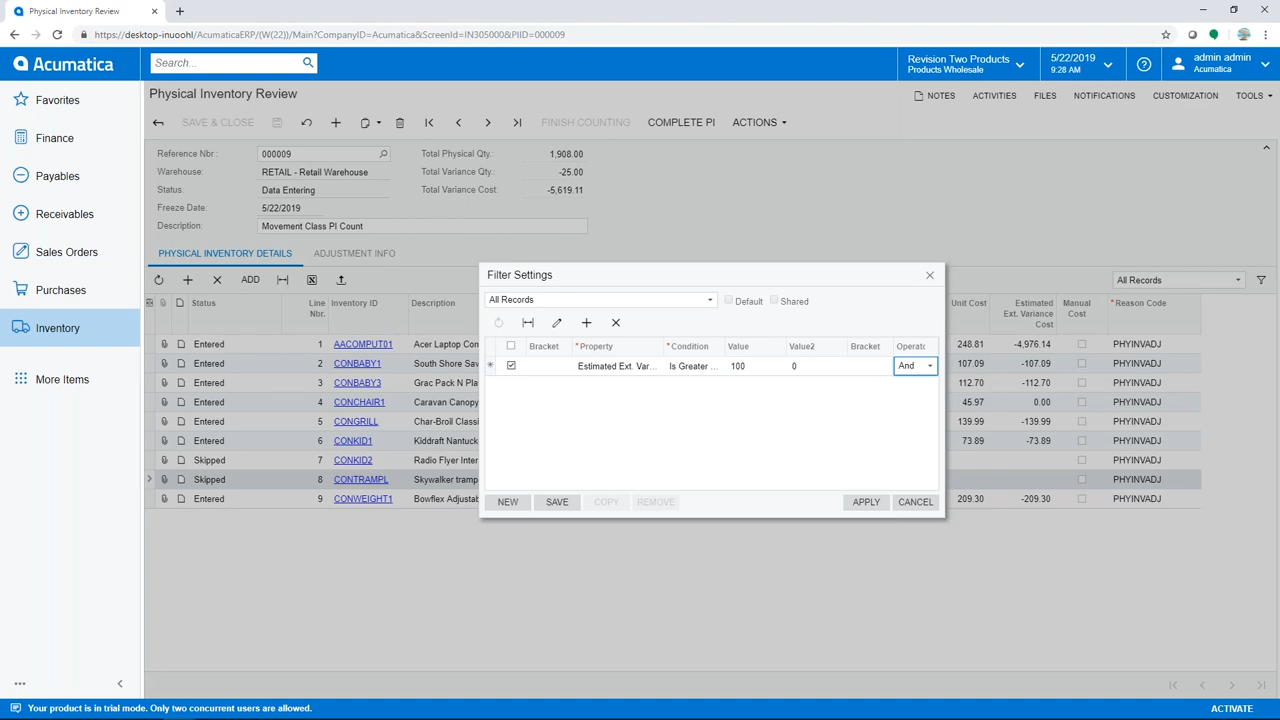 Physical Inventory Review
https://desktop-inuoohl/AcumaticaERP/(W(22))/Main?CompanyID=Acumatica&ScreenId=IN305000&PIID=000009
Acumatica
Search...
Revision Two Products
Products Wholesale
5/22/2019
9:28 AM
admin admin
Acumatica
Favorites
Finance
Payables
Receivables
Sales Orders
Purchases
Inventory
More Items
Physical Inventory Review
NOTES ACTIVITIES FILES NOTIFICATIONS CUSTOMIZATION TOOLS
SAVE & CLOSE FINISH COUNTING COMPLETE PI ACTIONS
Reference Nbr.: 000009 Total Physical Qty.: 1,908.00
Warehouse: RETAIL - Retail Warehouse Total Variance Qty.: -25.00
Status: Data Entering Total Variance Cost: -5,619.11
Freeze Date: 5/22/2019
Description: Movement Class PI Count
PHYSICAL INVENTORY DETAILS ADJUSTMENT INFO
ADD All Records
Status Line Nbr. Inventory ID Description Unit Cost Estimated Ext. Variance Cost Manual Cost * Reason Code
Entered 1 AACOMPUT01 Acer Laptop Con 248.81 -4,976.14 PHYINVADJ
Entered 2 CONBABY1 South Shore Sav 107.09 -107.09 PHYINVADJ
Entered 3 CONBABY3 Grac Pack N Pla 112.70 -112.70 PHYINVADJ
Entered 4 CONCHAIR1 Caravan Canopy 45.97 0.00 PHYINVADJ
Entered 5 CONGRILL Char-Broil Classi 139.99 -139.99 PHYINVADJ
Entered 6 CONKID1 Kiddraft Nantuck 73.89 -73.89 PHYINVADJ
Skipped 7 CONKID2 Radio Flyer Inter PHYINVADJ
Skipped 8 CONTRAMPL Skywalker tramp PHYINVADJ
Entered 9 CONWEIGHT1 Bowflex Adjustab 209.30 -209.30 PHYINVADJ
Filter Settings
All Records Default Shared
Bracket * Property * Condition Value Value2 Bracket Operato
Estimated Ext. Var... Is Greater ... 100 0 And
NEW SAVE COPY REMOVE APPLY CANCEL
Your product is in trial mode. Only two concurrent users are allowed. ACTIVATE